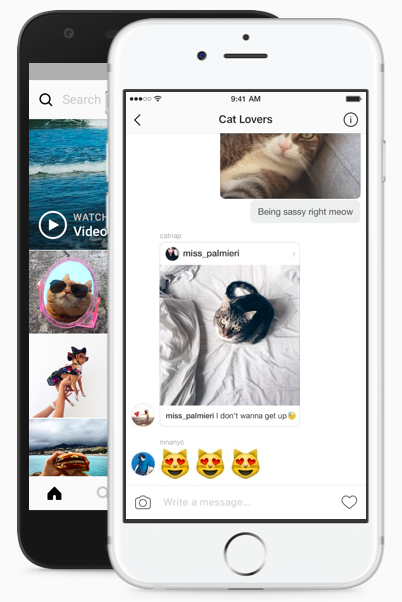 Search
WATCH
Video
9:41 AM
Cat Lovers
Being sassy right meow
catnap
miss_palmieri
miss_palmieri I don't wanna get up😴
ninanyc
😻 😻 😻
Write a message...